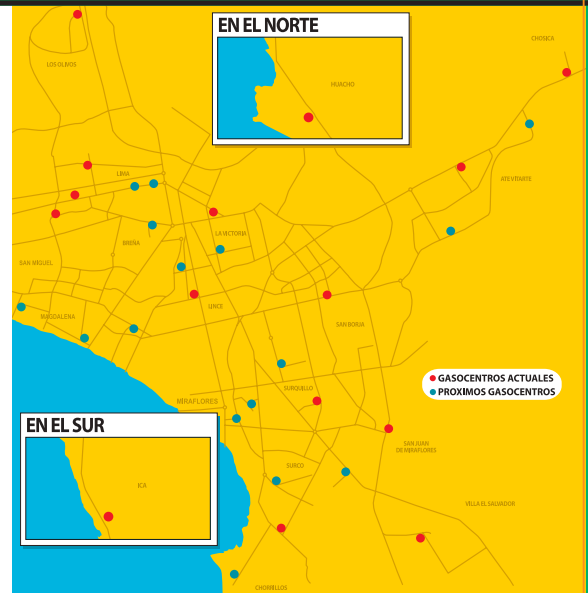 EN EL NORTE
HUACHO
CHOSICA
LOS OLIVOS
LIMA
ATE VITARTE
LA VICTORIA
BREÑA
SAN MIGUEL
MAGDALENA
LINCE
SAN BORJA
GASOCENTROS ACTUALES
PROXIMOS GASOCENTROS
SURQUILLO
MIRAFLORES
EN EL SUR
ICA
SAN JUAN
DE MIRAFLORES
SURCO
VILLA EL SALVADOR
CHORRILLOS